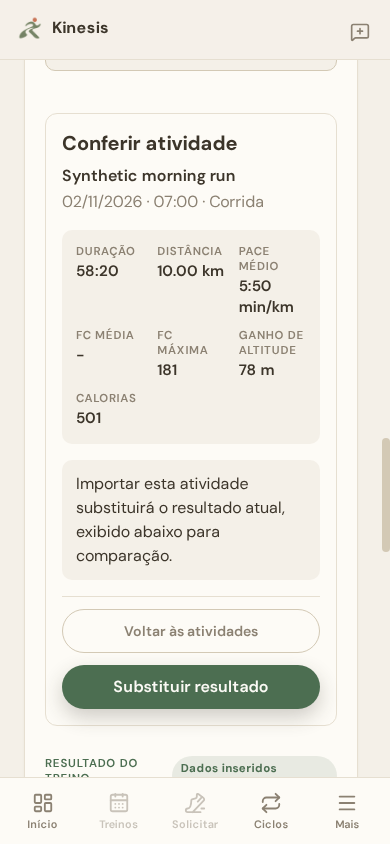 Kinesis
Conferir atividade
Synthetic morning run
02/11/2026 · 07:00 · Corrida
DURAÇÃO
58:20
DISTÂNCIA
10.00 km
PACE
MÉDIO
5:50
min/km
FC MÉDIA
–
FC
MÁXIMA
181
GANHO DE
ALTITUDE
78 m
CALORIAS
501
Importar esta atividade
substituirá o resultado atual,
exibido abaixo para
comparação.
Voltar às atividades
Substituir resultado
RESULTADO DO
TREINO
Dados inseridos
Início
Treinos
Solicitar
Ciclos
Mais